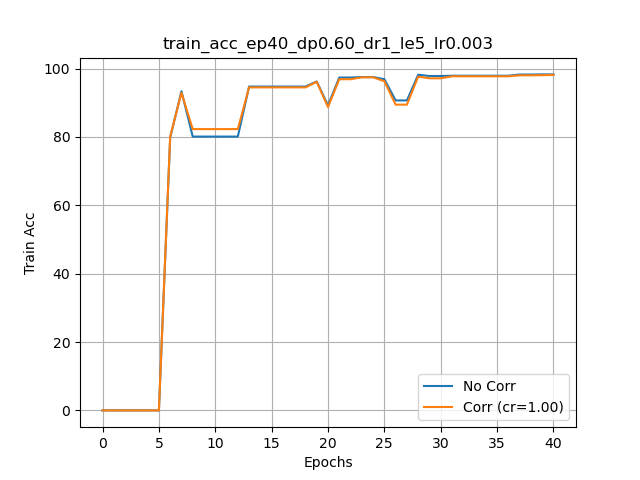 train_acc_ep40_dp0.60_dr1_le5_lr0.003
Train Acc
100
80
60
40
20
0
No Corr
Corr (cr=1.00)
0 5 10 15 20 25 30 35 40
Epochs